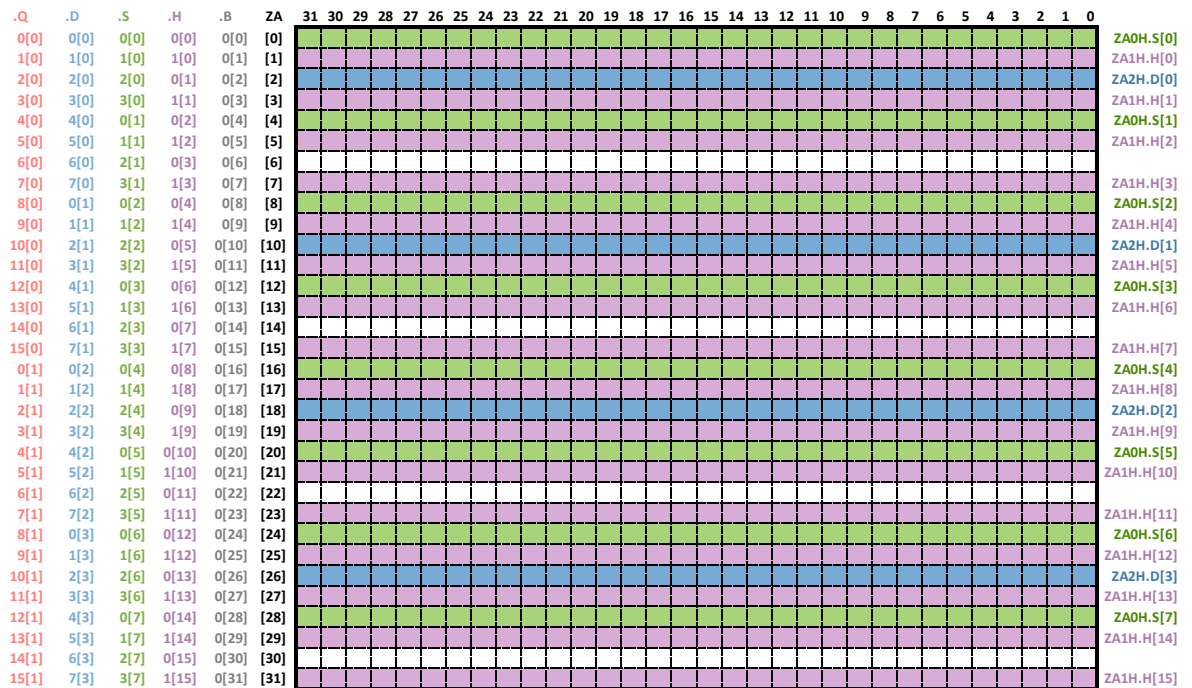 .Q .D .S .H .B ZA 31 30 29 28 27 26 25 24 23 22 21 20 19 18 17 16 15 14 13 12 11 10 9 8 7 6 5 4 3 2 1 0
0[0] 0[0] 0[0] 0[0] 0[0] [0] ZA0H.S[0]
1[0] 1[0] 1[0] 1[0] 0[1] [1] ZA1H.H[0]
2[0] 2[0] 2[0] 0[1] 0[2] [2] ZA2H.D[0]
3[0] 3[0] 3[0] 1[1] 0[3] [3] ZA1H.H[1]
4[0] 4[0] 0[1] 0[2] 0[4] [4] ZA0H.S[1]
5[0] 5[0] 1[1] 1[2] 0[5] [5] ZA1H.H[2]
6[0] 6[0] 2[1] 0[3] 0[6] [6]
7[0] 7[0] 3[1] 1[3] 0[7] [7] ZA1H.H[3]
8[0] 0[1] 0[2] 0[4] 0[8] [8] ZA0H.S[2]
9[0] 1[1] 1[2] 1[4] 0[9] [9] ZA1H.H[4]
10[0] 2[1] 2[2] 0[5] 0[10] [10] ZA2H.D[1]
11[0] 3[1] 3[2] 1[5] 0[11] [11] ZA1H.H[5]
12[0] 4[1] 0[3] 0[6] 0[12] [12] ZA0H.S[3]
13[0] 5[1] 1[3] 1[6] 0[13] [13] ZA1H.H[6]
14[0] 6[1] 2[3] 0[7] 0[14] [14]
15[0] 7[1] 3[3] 1[7] 0[15] [15] ZA1H.H[7]
0[1] 0[2] 0[4] 0[8] 0[16] [16] ZA0H.S[4]
1[1] 1[2] 1[4] 1[8] 0[17] [17] ZA1H.H[8]
2[1] 2[2] 2[4] 0[9] 0[18] [18] ZA2H.D[2]
3[1] 3[2] 3[4] 1[9] 0[19] [19] ZA1H.H[9]
4[1] 4[2] 0[5] 0[10] 0[20] [20] ZA0H.S[5]
5[1] 5[2] 1[5] 1[10] 0[21] [21] ZA1H.H[10]
6[1] 6[2] 2[5] 0[11] 0[22] [22]
7[1] 7[2] 3[5] 1[11] 0[23] [23] ZA1H.H[11]
8[1] 0[3] 0[6] 0[12] 0[24] [24] ZA0H.S[6]
9[1] 1[3] 1[6] 1[12] 0[25] [25] ZA1H.H[12]
10[1] 2[3] 2[6] 0[13] 0[26] [26] ZA2H.D[3]
11[1] 3[3] 3[6] 1[13] 0[27] [27] ZA1H.H[13]
12[1] 4[3] 0[7] 0[14] 0[28] [28] ZA0H.S[7]
13[1] 5[3] 1[7] 1[14] 0[29] [29] ZA1H.H[14]
14[1] 6[3] 2[7] 0[15] 0[30] [30]
15[1] 7[3] 3[7] 1[15] 0[31] [31] ZA1H.H[15]